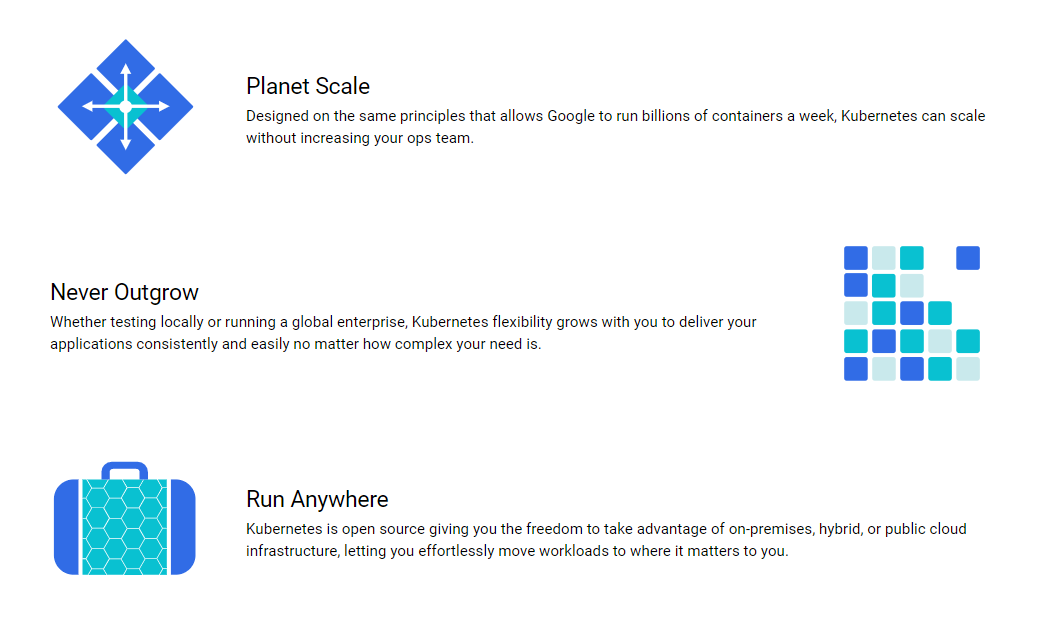 Planet Scale
Designed on the same principles that allows Google to run billions of containers a week, Kubernetes can scale
without increasing your ops team.
Never Outgrow
Whether testing locally or running a global enterprise, Kubernetes flexibility grows with you to deliver your
applications consistently and easily no matter how complex your need is.
Run Anywhere
Kubernetes is open source giving you the freedom to take advantage of on-premises, hybrid, or public cloud
infrastructure, letting you effortlessly move workloads to where it matters to you.